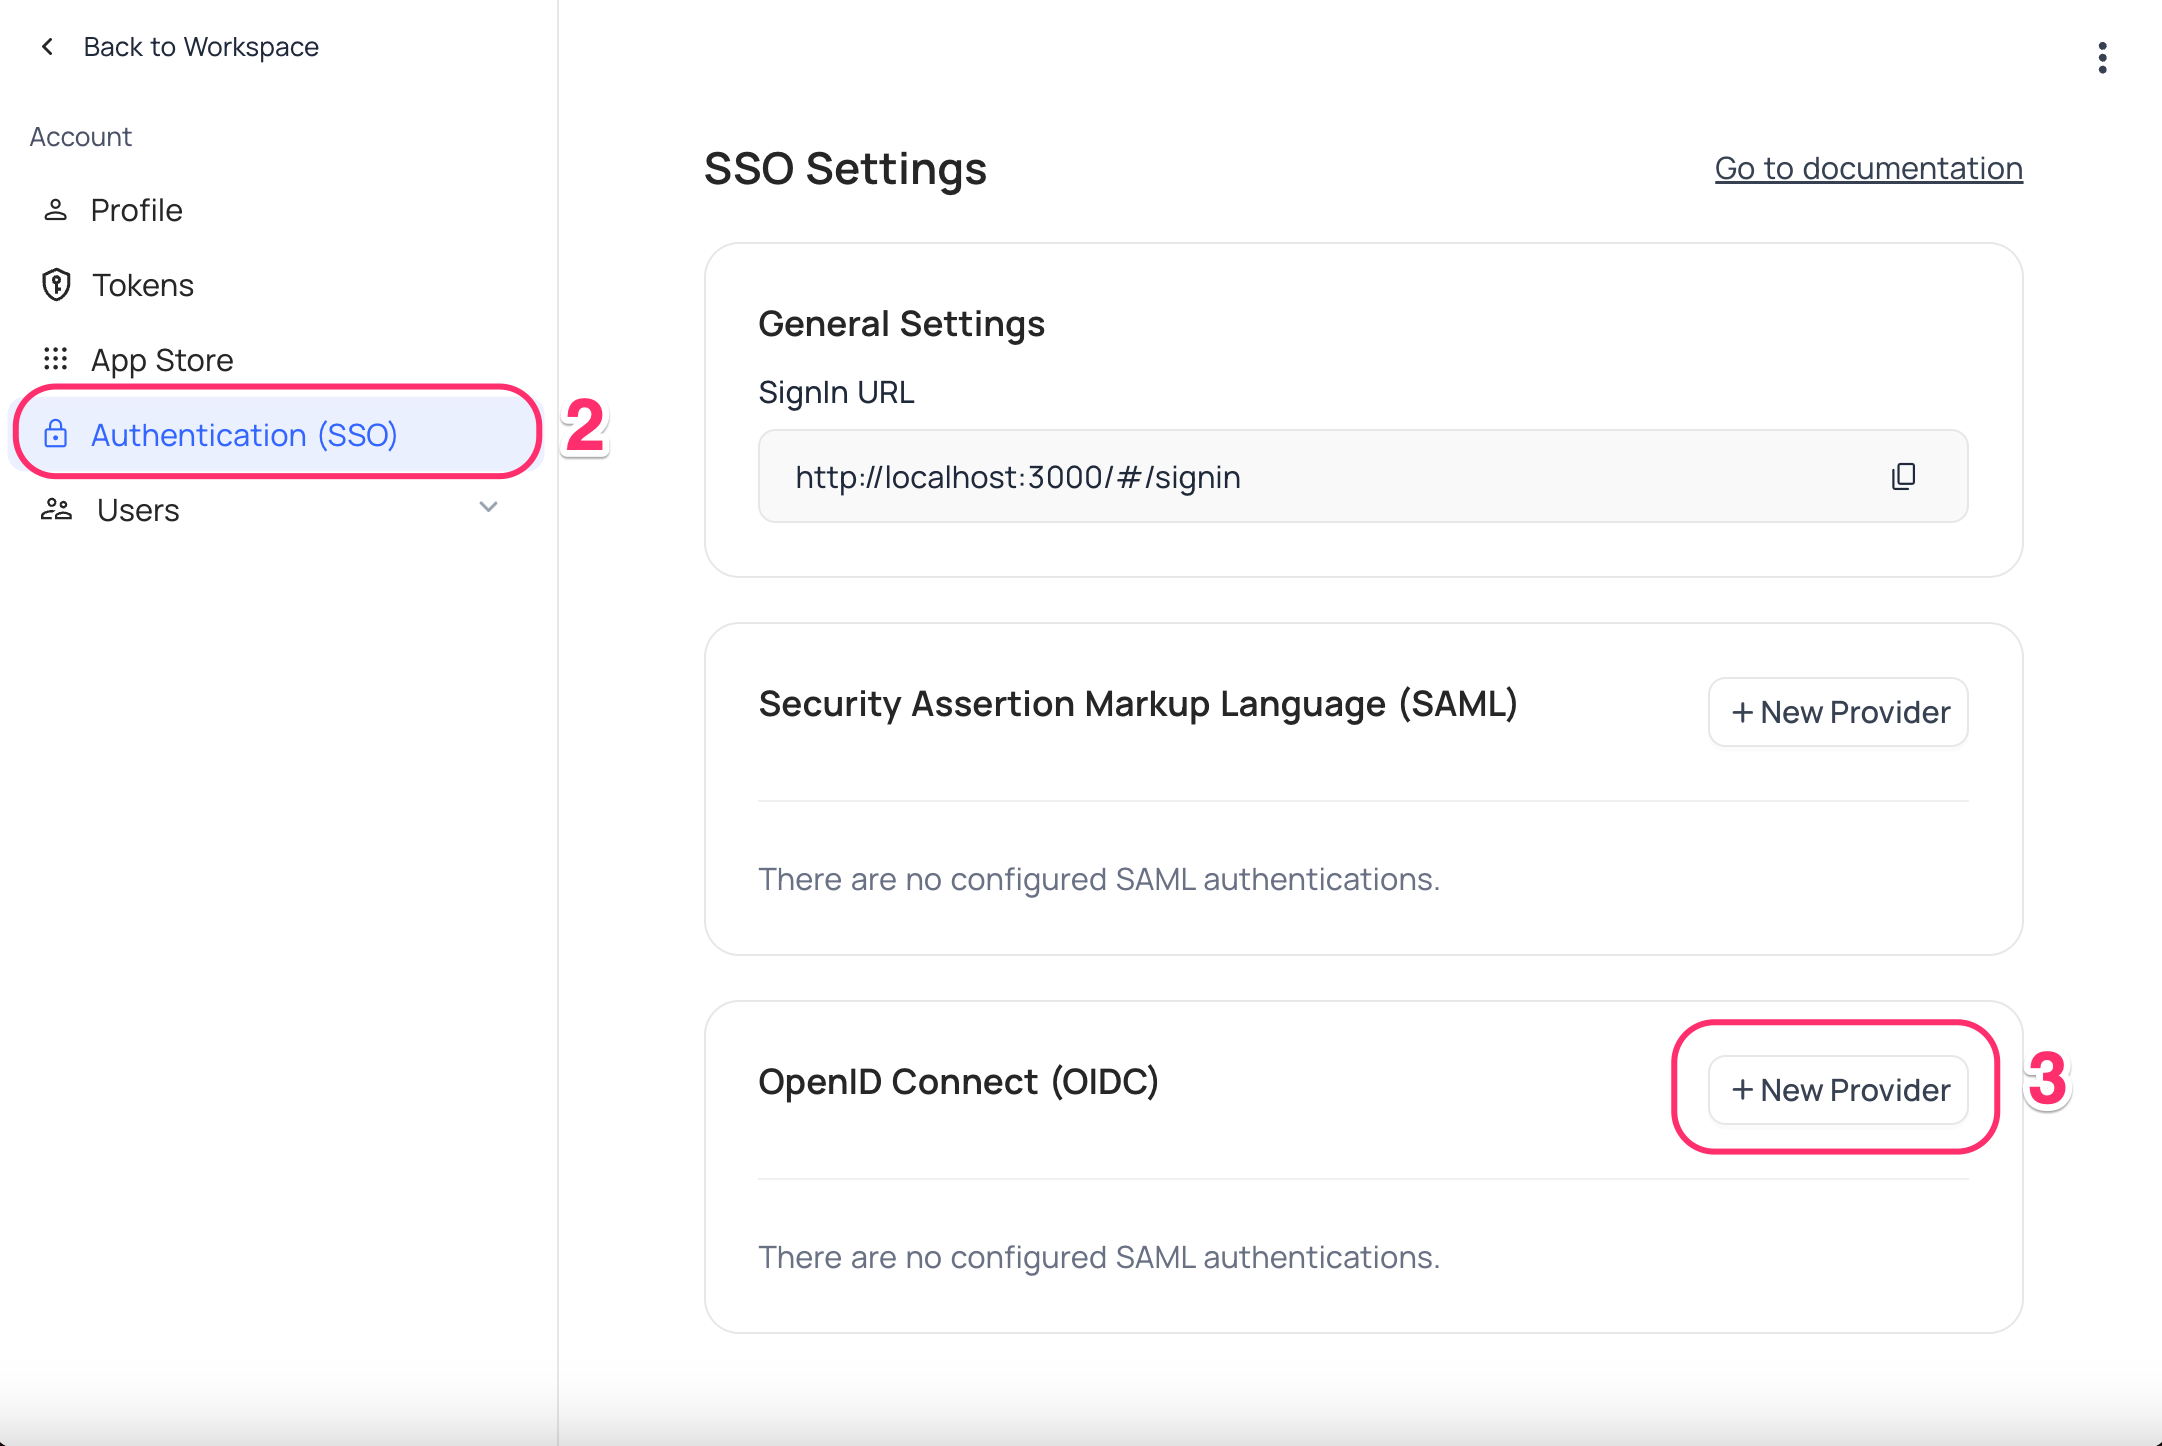 Back to Workspace
Account
Profile
Tokens
App Store
Authentication (SSO)
2
Users
SSO Settings
Go to documentation
General Settings
SignIn URL
http://localhost:3000/#/signin
Security Assertion Markup Language (SAML)
+ New Provider
There are no configured SAML authentications.
OpenID Connect (OIDC)
+ New Provider
3
There are no configured SAML authentications.